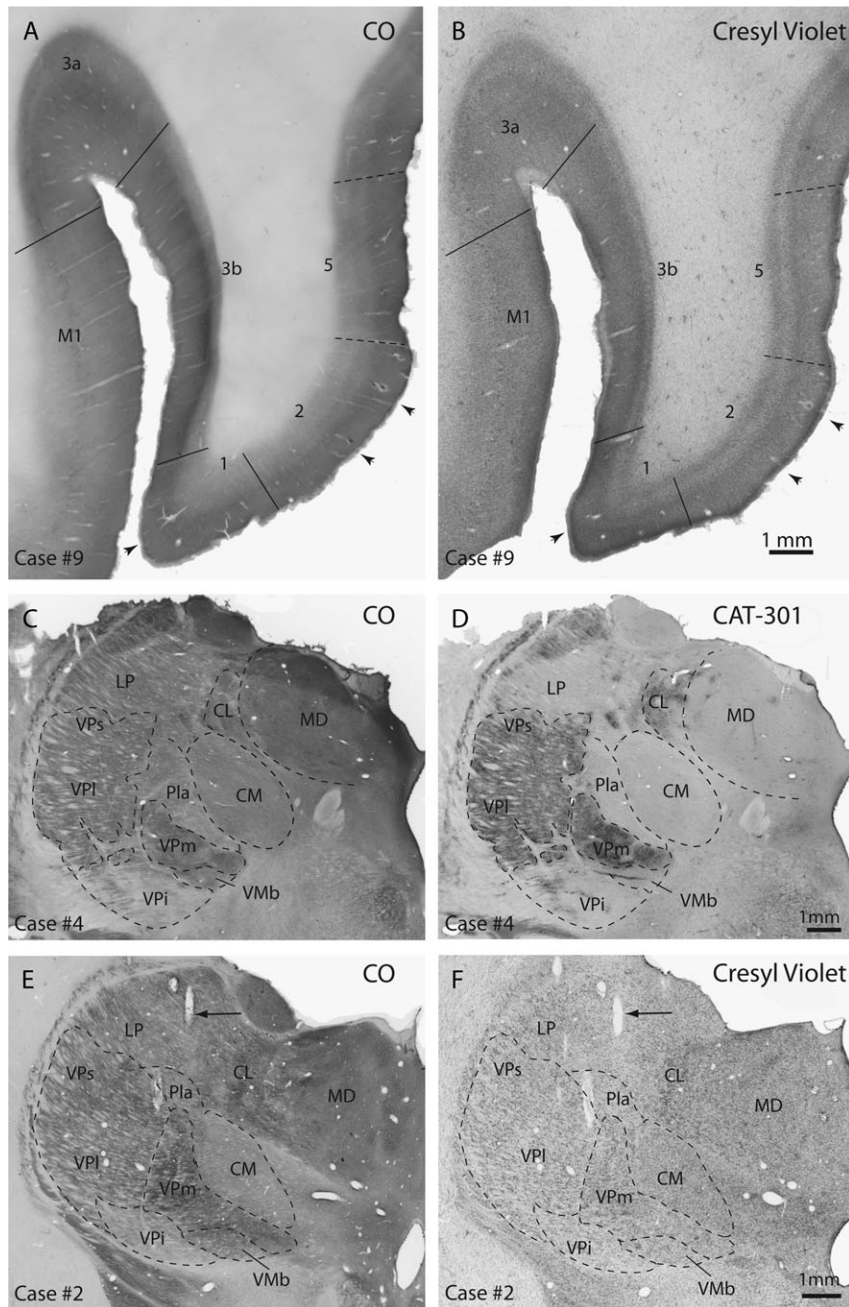 A CO
3a
3b
5
M1
2
1
Case #9
B Cresyl Violet
3a
3b
5
M1
2
1
Case #9
1 mm
C CO
LP
CL
MD
VPs
Pla
CM
VPl
VPm
VMb
VPi
Case #4
D CAT-301
LP
CL
MD
VPs
Pla
CM
VPl
VPm
VMb
VPi
Case #4
1mm
E CO
LP
VPs
Pla
CL
MD
VPl
CM
VPm
VPi
VMb
Case #2
F Cresyl Violet
LP
VPs
Pla
CL
MD
VPl
CM
VPm
VPi
VMb
Case #2
1mm